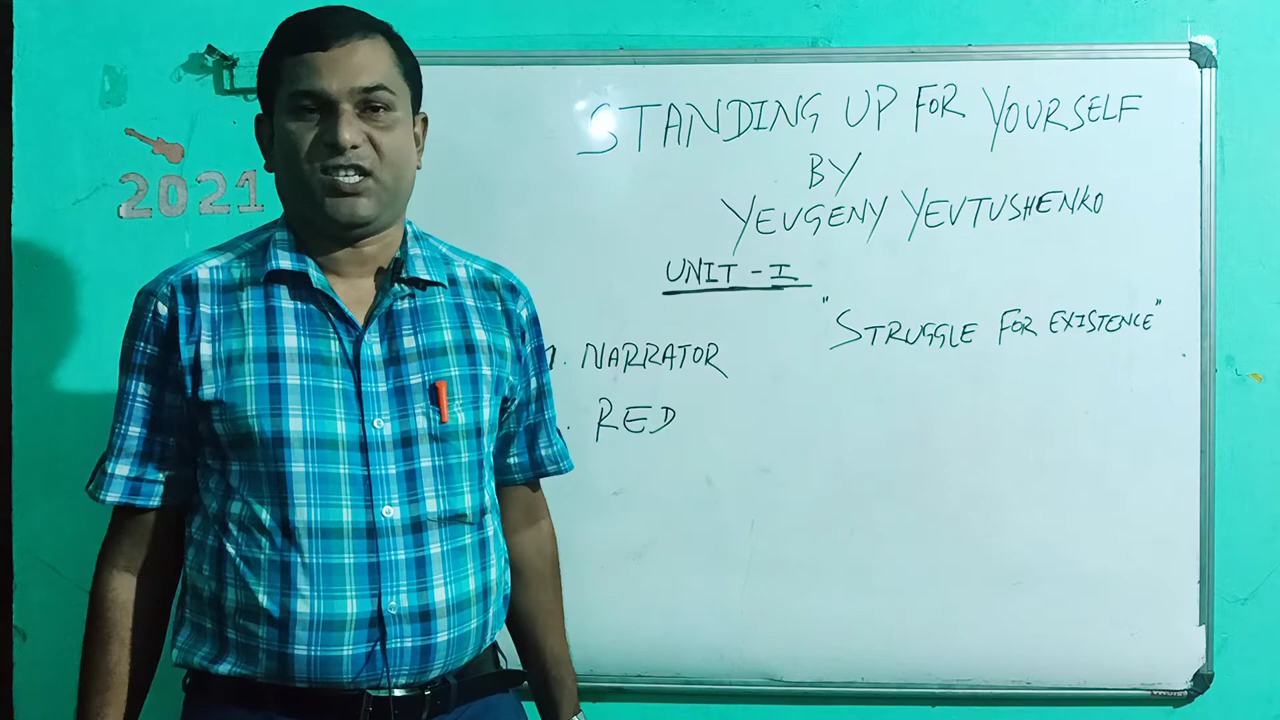 2021
STANDING UP FOR YOURSELF
BY
YEVGENY YEVTUSHENKO
UNIT - I
"STRUGGLE FOR EXISTENCE"
. NARRATOR
. RED